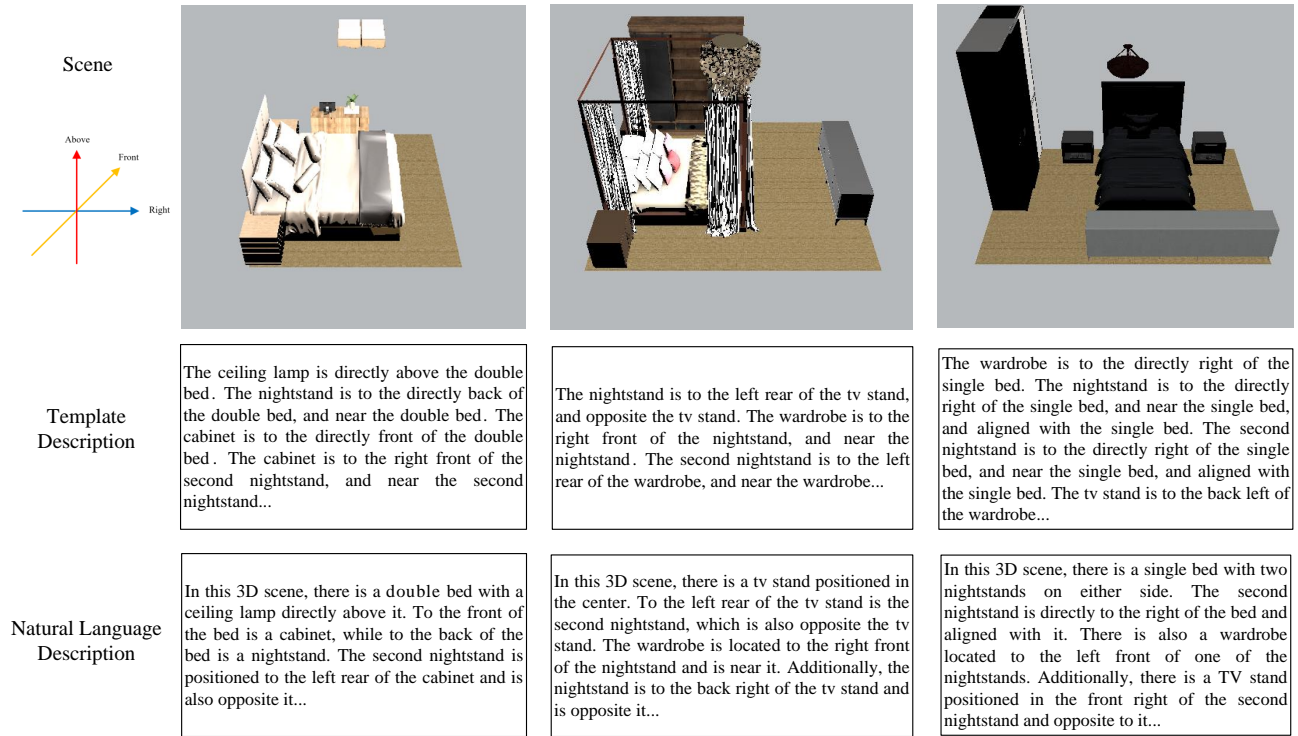 Scene
Above
Front
Right
Template
Description
The ceiling lamp is directly above the double
bed. The nightstand is to the directly back of
the double bed, and near the double bed. The
cabinet is to the directly front of the double
bed. The cabinet is to the right front of the
second nightstand, and near the second
nightstand...
The nightstand is to the left rear of the tv stand,
and opposite the tv stand. The wardrobe is to the
right front of the nightstand, and near the
nightstand. The second nightstand is to the left
rear of the wardrobe, and near the wardrobe...
The wardrobe is to the directly right of the
single bed. The nightstand is to the directly
right of the single bed, and near the single bed,
and aligned with the single bed. The second
nightstand is to the directly right of the single
bed, and near the single bed, and aligned with
the single bed. The tv stand is to the back left of
the wardrobe...
Natural Language
Description
In this 3D scene, there is a double bed with a
ceiling lamp directly above it. To the front of
the bed is a cabinet, while to the back of the
bed is a nightstand. The second nightstand is
positioned to the left rear of the cabinet and is
also opposite it...
In this 3D scene, there is a tv stand positioned in
the center. To the left rear of the tv stand is the
second nightstand, which is also opposite the tv
stand. The wardrobe is located to the right front
of the nightstand and is near it. Additionally, the
nightstand is to the back right of the tv stand and
is opposite it...
In this 3D scene, there is a single bed with two
nightstands on either side. The second
nightstand is directly to the right of the bed and
aligned with it. There is also a wardrobe
located to the left front of one of the
nightstands. Additionally, there is a TV stand
positioned in the front right of the second
nightstand and opposite to it...